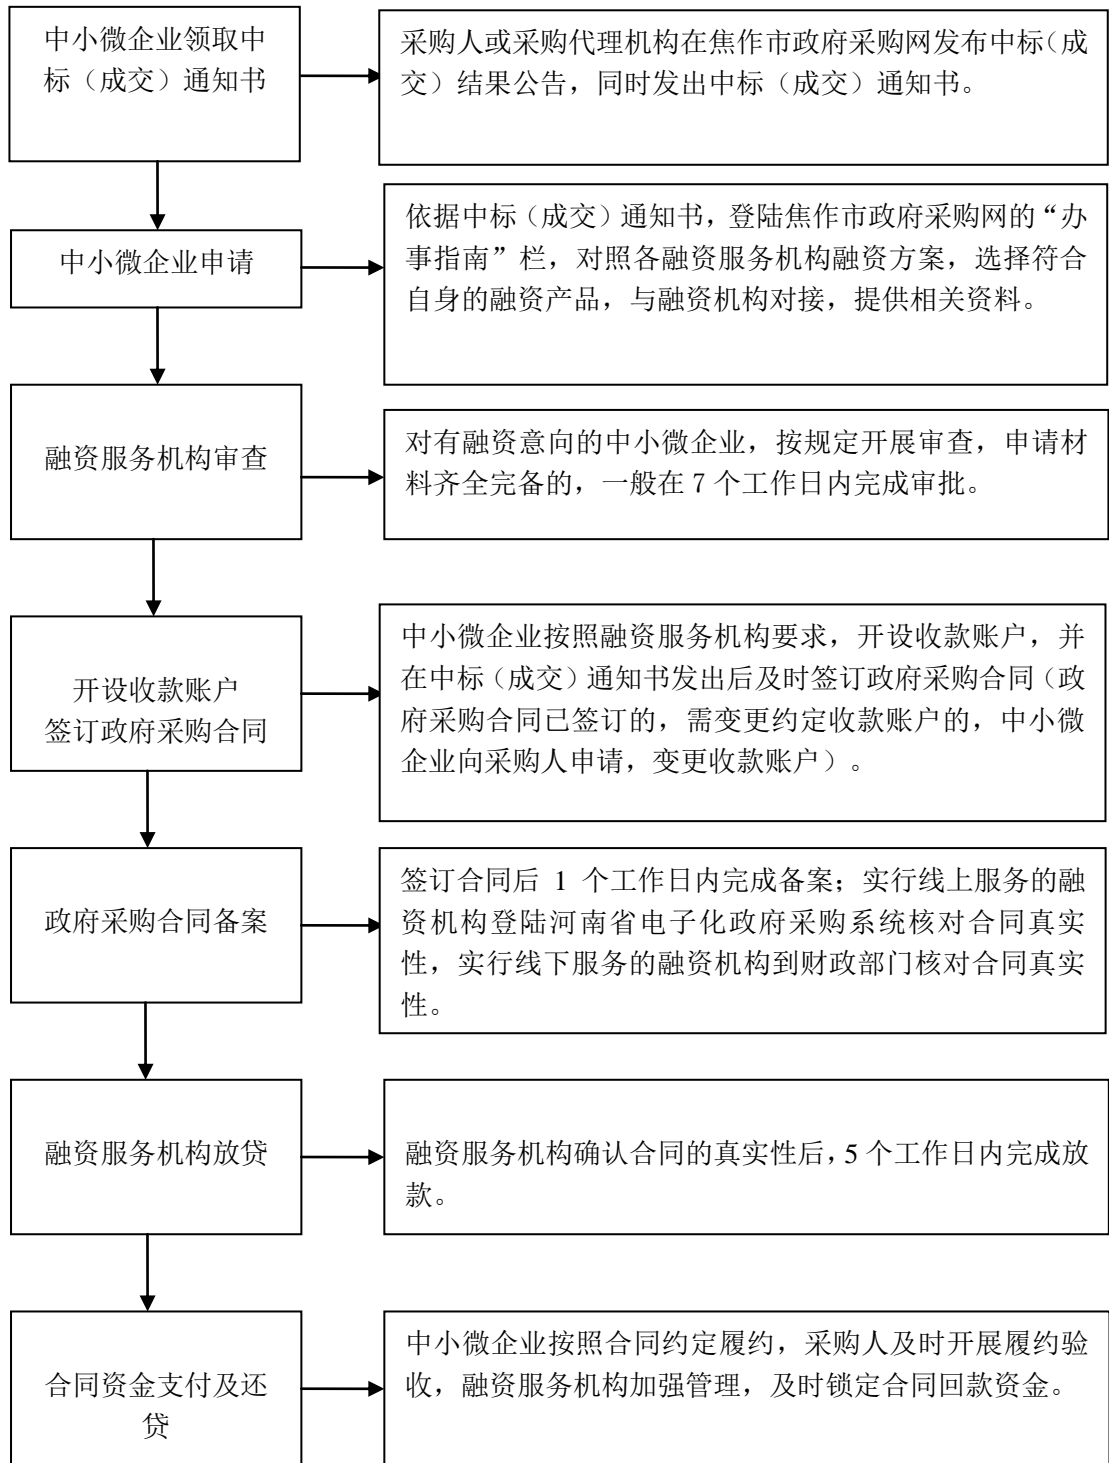 中小微企业领取中
标（成交）通知书
采购人或采购代理机构在焦作市政府采购网发布中标（成
交）结果公告，同时发出中标（成交）通知书。
中小微企业申请
依据中标（成交）通知书，登陆焦作市政府采购网的“办
事指南”栏，对照各融资服务机构融资方案，选择符合
自身的融资产品，与融资机构对接，提供相关资料。
融资服务机构审查
对有融资意向的中小微企业，按规定开展审查，申请材
料齐全完备的，一般在 7 个工作日内完成审批。
开设收款账户
签订政府采购合同
中小微企业按照融资服务机构要求，开设收款账户，并
在中标（成交）通知书发出后及时签订政府采购合同（政
府采购合同已签订的，需变更约定收款账户的，中小微
企业向采购人申请，变更收款账户）。
政府采购合同备案
签订合同后 1 个工作日内完成备案；实行线上服务的融
资机构登陆河南省电子化政府采购系统核对合同真实
性，实行线下服务的融资机构到财政部门核对合同真实
性。
融资服务机构放贷
融资服务机构确认合同的真实性后，5 个工作日内完成放
款。
合同资金支付及还
贷
中小微企业按照合同约定履约，采购人及时开展履约验
收，融资服务机构加强管理，及时锁定合同回款资金。